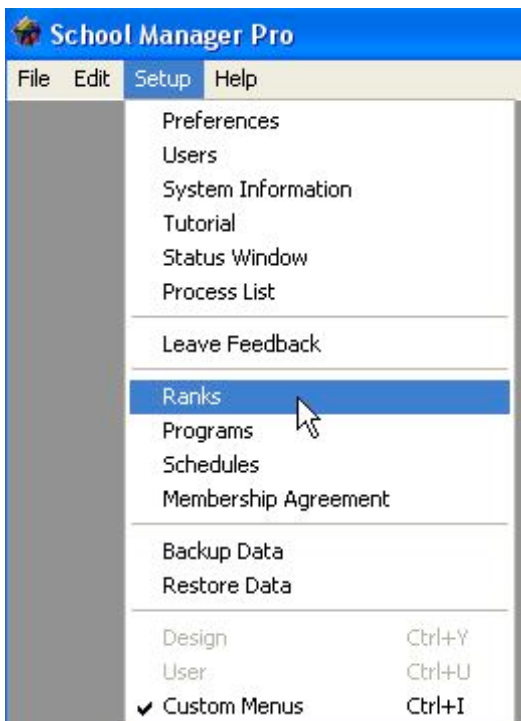 School Manager Pro
File Edit Setup Help
Preferences
Users
System Information
Tutorial
Status Window
Process List
Leave Feedback
Ranks
Programs
Schedules
Membership Agreement
Backup Data
Restore Data
Design Ctrl+Y
User Ctrl+U
Custom Menus Ctrl+I